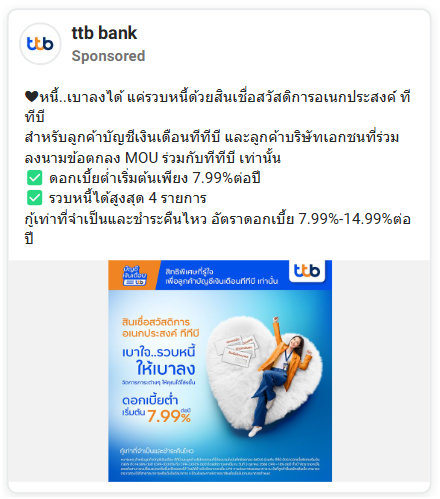 ttb
ttb bank
Sponsored
🖤หนี้..เบาลงได้ แค่รวบหนี้ด้วยสินเชื่อสวัสดิการอเนกประสงค์ ที
ทีบี
สำหรับลูกค้าบัญชีเงินเดือนทีทีบี และลูกค้าบริษัทเอกชนที่ร่วม
ลงนามข้อตกลง MOU ร่วมกับทีทีบี เท่านั้น
✅ ดอกเบี้ยต่ำเริ่มต้นเพียง 7.99%ต่อปี
✅ รวบหนี้ได้สูงสุด 4 รายการ
กู้เท่าที่จำเป็นและชำระคืนไหว อัตราดอกเบี้ย 7.99%-14.99%ต่อ
ปี
บัญชี
เงินเดือน
ttb
สิทธิพิเศษที่รู้ใจ
เพื่อลูกค้าบัญชีเงินเดือนทีทีบี เท่านั้น
ttb
สินเชื่อสวัสดิการ
อเนกประสงค์ ทีทีบี
เบาใจ..รวบหนี้
ให้เบาลง
จัดการภาระต่างๆ ให้คุณได้โล่งขึ้น
ดอกเบี้ยต่ำ
เริ่มต้น 7.99% ต่อปี
กู้เท่าที่จำเป็นและชำระคืนไหว